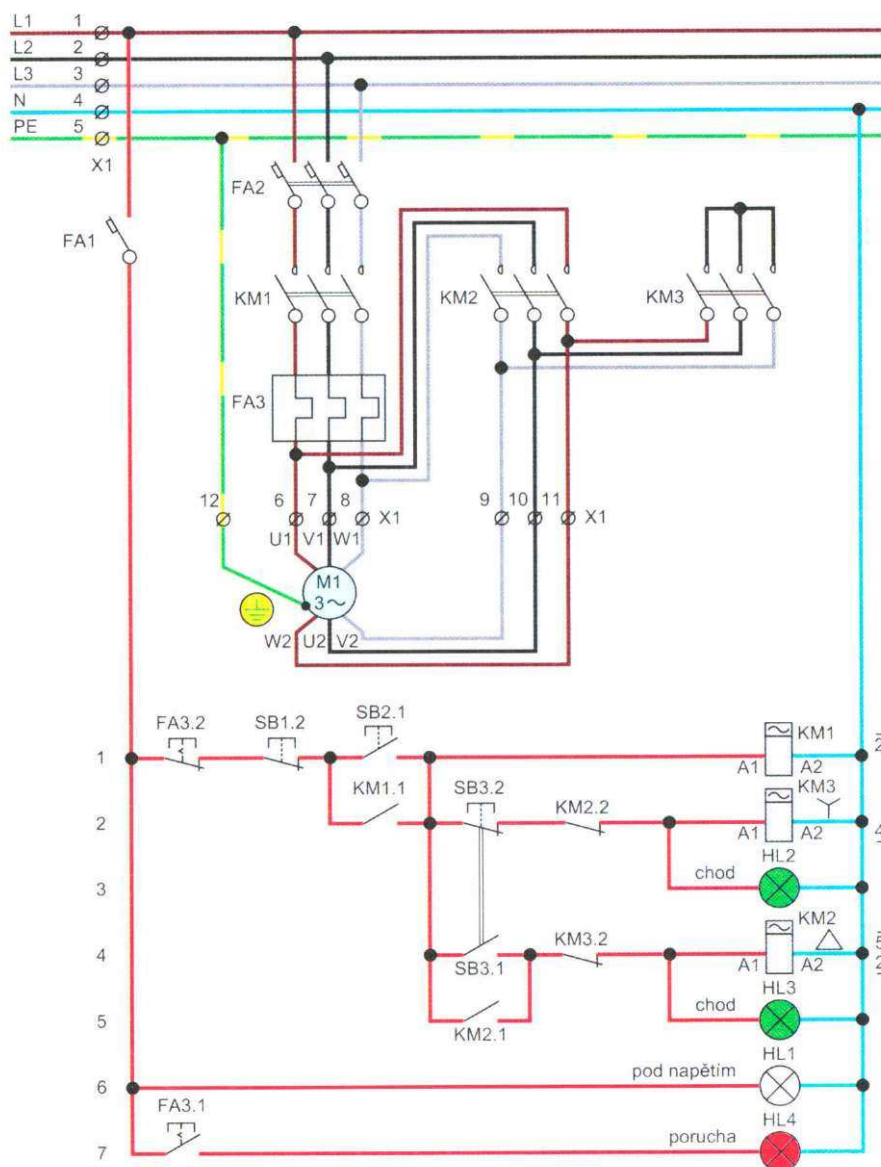 L1 1
L2 2
L3 3
N 4
PE 5
X1
FA2
FA1
KM1 KM2 KM3
FA3
12 6 7 8 X1 9 10 11 X1
U1 V1 W1
M1
3~
W2 U2 V2
FA3.2 SB1.2 SB2.1 KM1
1 A1 A2 2
KM1.1 SB3.2 KM2.2 KM3
2 A1 A2 4
HL2
3 chod
KM2
4 SB3.1 KM3.2 A1 A2 5
2
HL3
5 KM2.1 chod
HL1
6 pod napětím
FA3.1 HL4
7 porucha